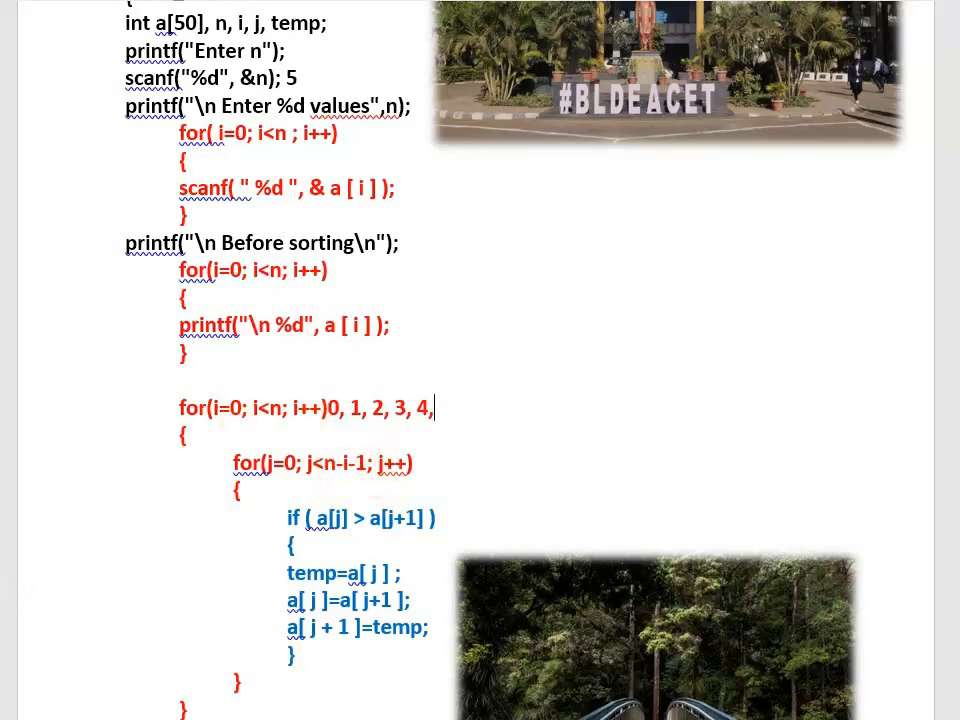 {
int a[50], n, i, j, temp;
printf("Enter n");
scanf("%d", &n); 5
printf("\n Enter %d values",n);
for( i=0; i<n ; i++)
{
scanf( " %d ", & a [ i ] );
}
printf("\n Before sorting\n");
for(i=0; i<n; i++)
{
printf("\n %d", a [ i ] );
}
for(i=0; i<n; i++)0, 1, 2, 3, 4,
{
for(j=0; j<n-i-1; j++)
{
if ( a[j] > a[j+1] )
{
temp=a[ j ] ;
a[ j ]=a[ j+1 ];
a[ j + 1 ]=temp;
}
}
}
#BLDEACET